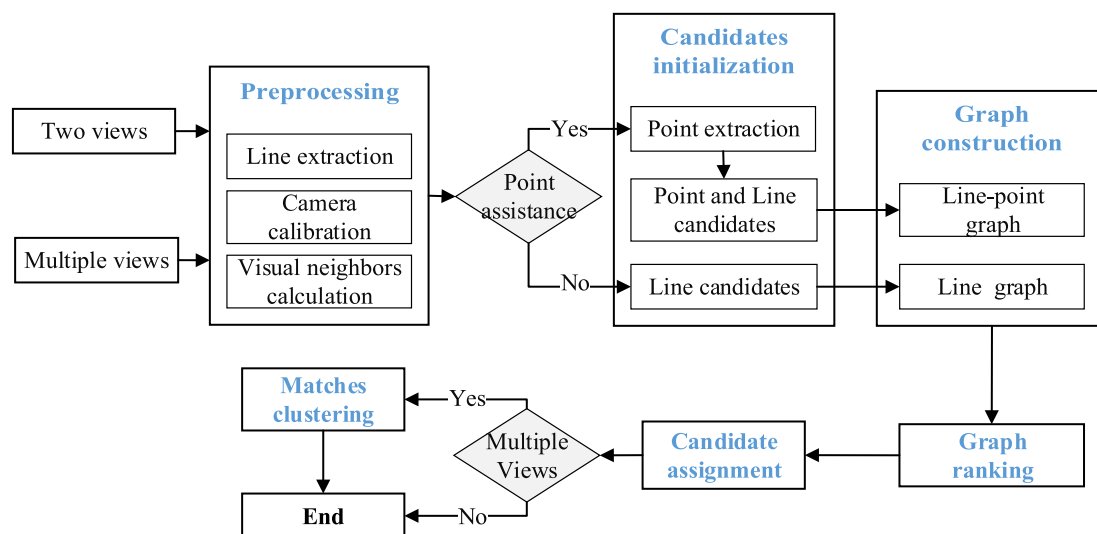 Two views
Multiple views
Preprocessing
Line extraction
Camera
calibration
Visual neighbors
calculation
Point
assistance
Yes
No
Candidates
initialization
Point extraction
Point and Line
candidates
Line candidates
Graph
construction
Line-point
graph
Line graph
Graph
ranking
Candidate
assignment
Multiple
Views
Yes
No
Matches
clustering
End